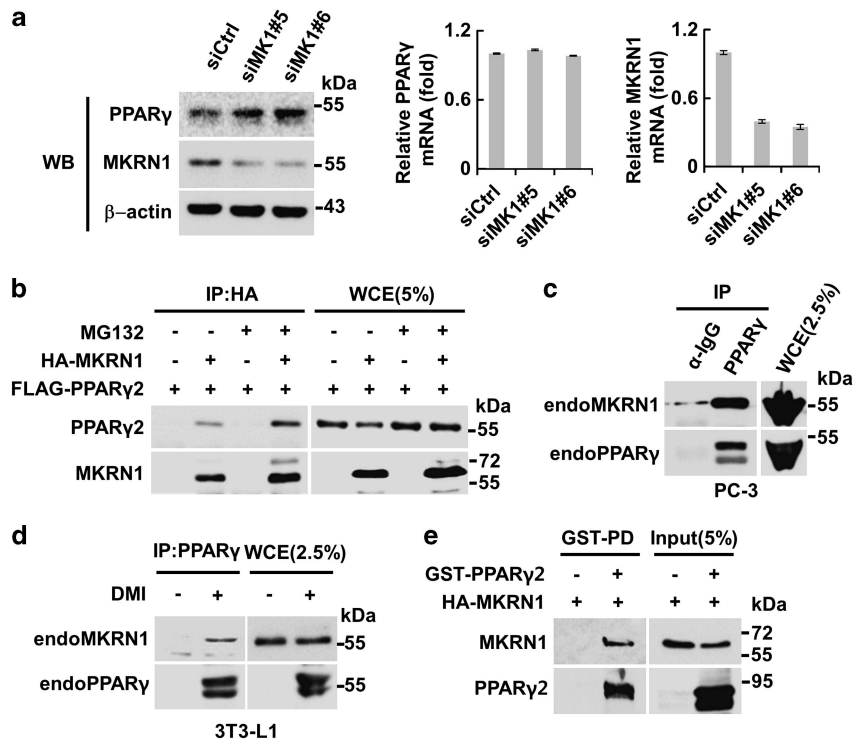 a
siCtrl
siMK1#5
siMK1#6
kDa
WB
PPARγ
-55
MKRN1
-55
β–actin
-43
Relative PPARγ
mRNA (fold)
1.2
0.6
0
siCtrl
siMK1#5
siMK1#6
Relative MKRN1
mRNA (fold)
1.2
0.6
0
siCtrl
siMK1#5
siMK1#6
b
IP:HA WCE(5%)
MG132 - - + + - - + +
HA-MKRN1 - + - + - + - +
FLAG-PPARγ2 + + + + + + + +
kDa
PPARγ2 -55
MKRN1 -72
-55
c
IP
α-IgG
PPARγ
WCE(2.5%)
kDa
endoMKRN1 -55
endoPPARγ -55
PC-3
d
IP:PPARγ WCE(2.5%)
DMI - + - +
kDa
endoMKRN1 -55
endoPPARγ -55
3T3-L1
e
GST-PD Input(5%)
GST-PPARγ2 - + - +
HA-MKRN1 + + + +
kDa
MKRN1 -72
-55
PPARγ2 -95